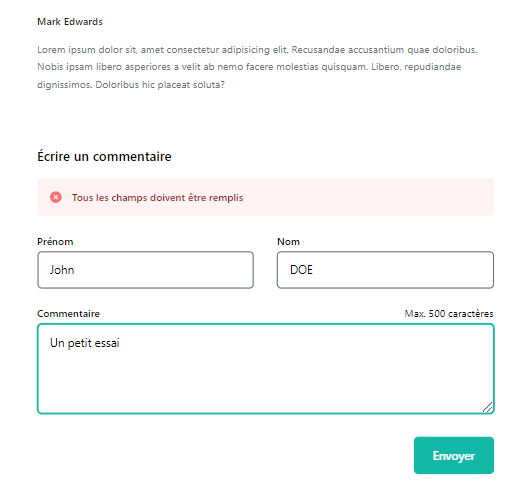 Mark Edwards
Lorem ipsum dolor sit, amet consectetur adipisicing elit. Recusandae accusantium quae doloribus.
Nobis ipsam libero asperiores a velit ab nemo facere molestias quisquam. Libero, repudiandae
dignissimos. Doloribus hic placeat soluta?
Écrire un commentaire
Tous les champs doivent être remplis
Prénom Nom
John DOE
Commentaire Max. 500 caractères
Un petit essai
Envoyer